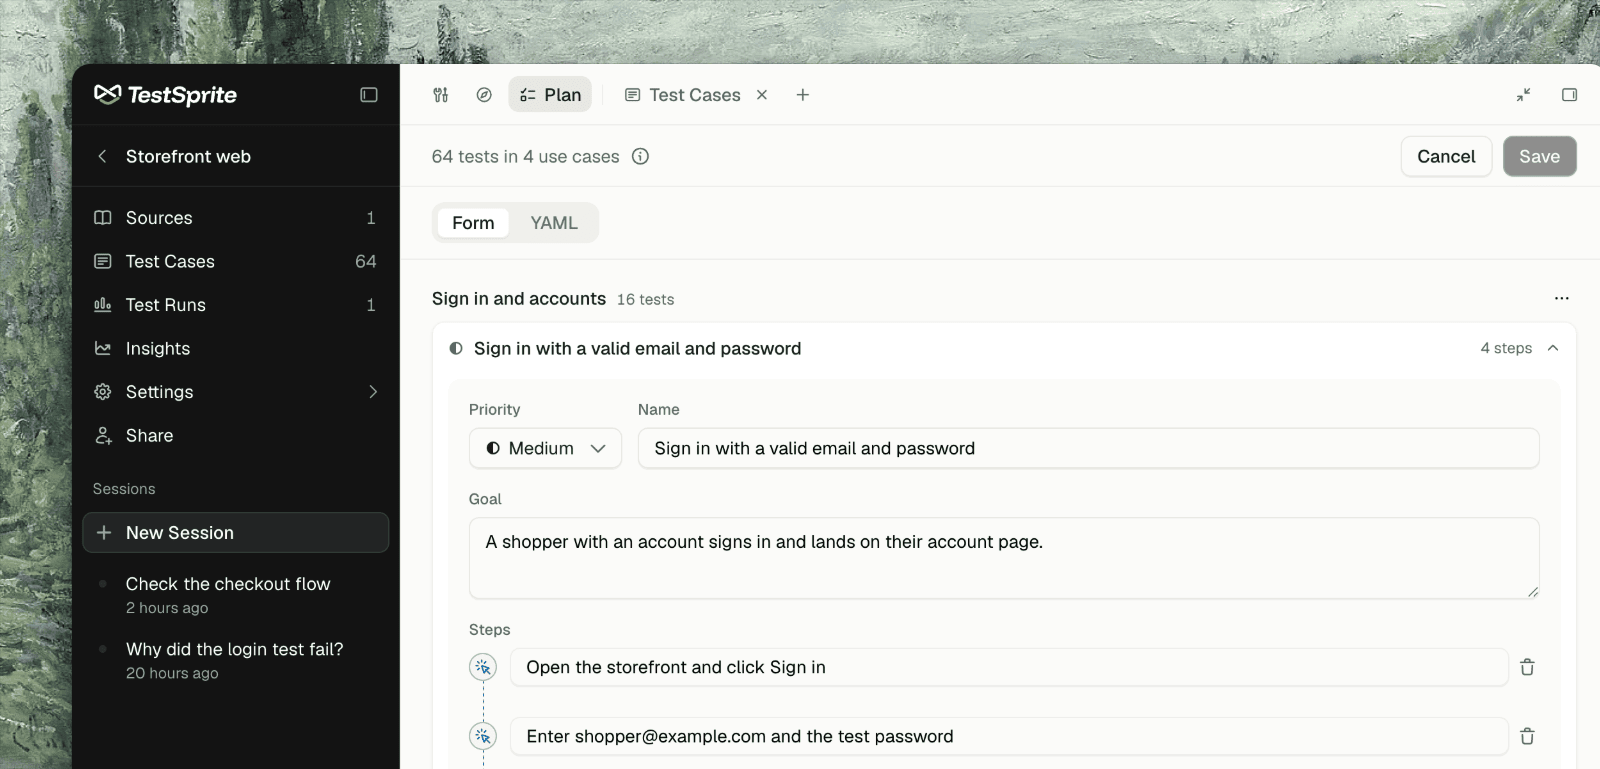 TestSprite
Plan
Test Cases
Storefront web
64 tests in 4 use cases
Cancel
Save
Sources 1
Test Cases 64
Test Runs 1
Insights
Settings
Share
Sessions
New Session
Check the checkout flow
2 hours ago
Why did the login test fail?
20 hours ago
Form
YAML
Sign in and accounts 16 tests
Sign in with a valid email and password
4 steps
Priority
Name
Medium
Sign in with a valid email and password
Goal
A shopper with an account signs in and lands on their account page.
Steps
Open the storefront and click Sign in
Enter shopper@example.com and the test password